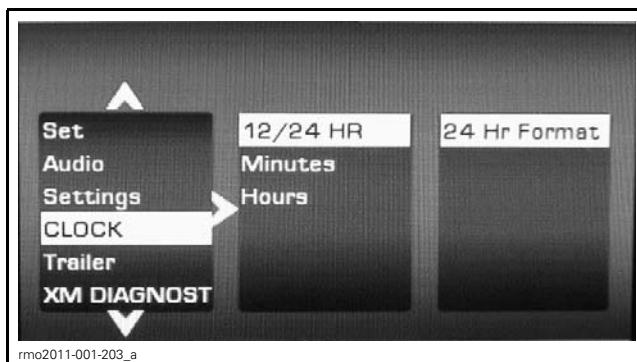 Set
Audio
Settings
CLOCK
Trailer
XM DIAGNOST
12/24 HR
Minutes
Hours
24 Hr Format
rmo2011-001-203_a